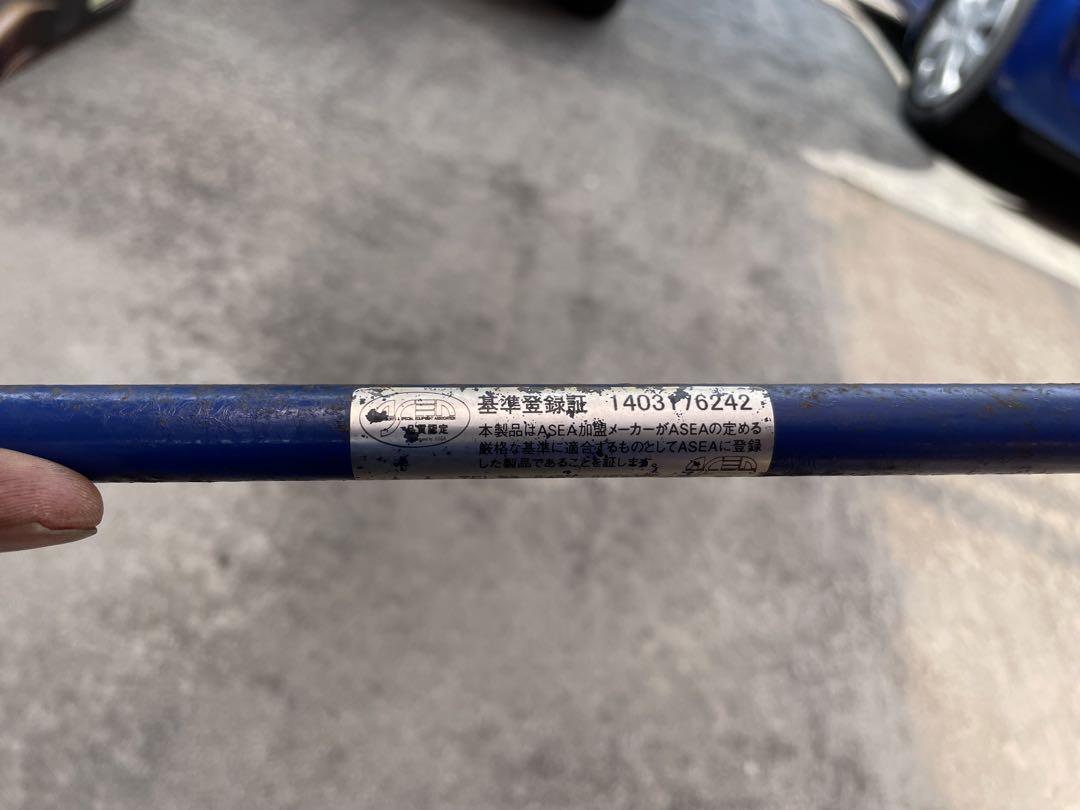 基準登録証 1403176242
本製品はASEA加盟メーカーがASEAの定める
厳格な基準に適合するものとしてASEAに登録
した製品であることを証します
品質認定